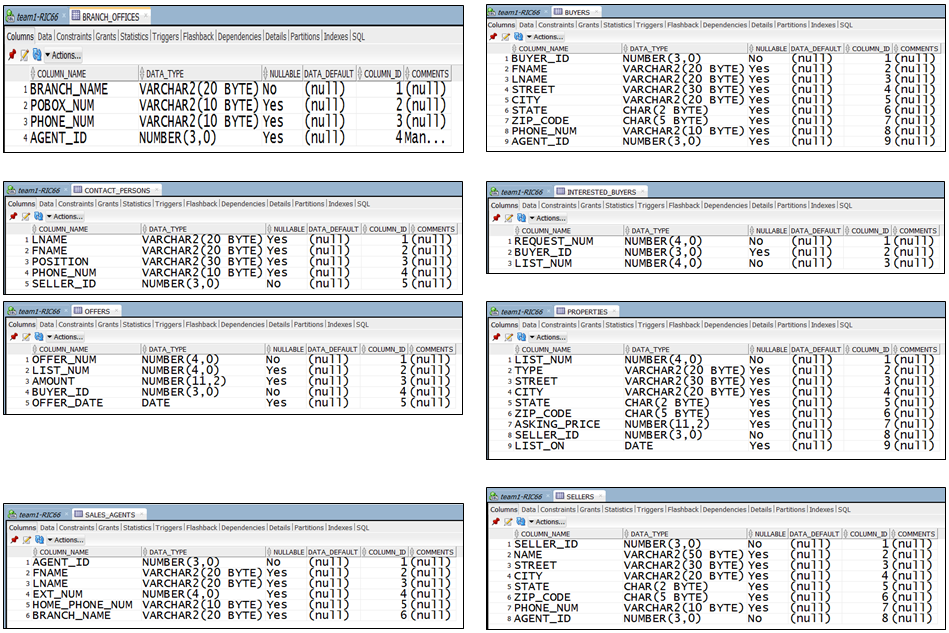 team1-RIC66 BRANCH_OFFICES
Columns Data Constraints Grants Statistics Triggers Flashback Dependencies Details Partitions Indexes SQL
Actions...
COLUMN_NAME DATA_TYPE NULLABLE DATA_DEFAULT COLUMN_ID COMMENTS
1 BRANCH_NAME VARCHAR2(20 BYTE) No (null) 1 (null)
2 POBOX_NUM VARCHAR2(10 BYTE) Yes (null) 2 (null)
3 PHONE_NUM VARCHAR2(10 BYTE) Yes (null) 3 (null)
4 AGENT_ID NUMBER(3,0) Yes (null) 4 Man...
team1-RIC66 BUYERS
Columns Data Constraints Grants Statistics Triggers Flashback Dependencies Details Partitions Indexes SQL
Actions...
COLUMN_NAME DATA_TYPE NULLABLE DATA_DEFAULT COLUMN_ID COMMENTS
1 BUYER_ID NUMBER(3,0) No (null) 1 (null)
2 FNAME VARCHAR2(20 BYTE) Yes (null) 2 (null)
3 LNAME VARCHAR2(20 BYTE) Yes (null) 3 (null)
4 STREET VARCHAR2(30 BYTE) Yes (null) 4 (null)
5 CITY VARCHAR2(20 BYTE) Yes (null) 5 (null)
6 STATE CHAR(2 BYTE) Yes (null) 6 (null)
7 ZIP_CODE CHAR(5 BYTE) Yes (null) 7 (null)
8 PHONE_NUM VARCHAR2(10 BYTE) Yes (null) 8 (null)
9 AGENT_ID NUMBER(3,0) Yes (null) 9 (null)
team1-RIC66 CONTACT_PERSONS
Columns Data Constraints Grants Statistics Triggers Flashback Dependencies Details Partitions Indexes SQL
Actions...
COLUMN_NAME DATA_TYPE NULLABLE DATA_DEFAULT COLUMN_ID COMMENTS
1 LNAME VARCHAR2(20 BYTE) Yes (null) 1 (null)
2 FNAME VARCHAR2(20 BYTE) Yes (null) 2 (null)
3 POSITION VARCHAR2(30 BYTE) Yes (null) 3 (null)
4 PHONE_NUM VARCHAR2(10 BYTE) Yes (null) 4 (null)
5 SELLER_ID NUMBER(3,0) No (null) 5 (null)
team1-RIC66 INTERESTED_BUYERS
Columns Data Constraints Grants Statistics Triggers Flashback Dependencies Details Partitions Indexes SQL
Actions...
COLUMN_NAME DATA_TYPE NULLABLE DATA_DEFAULT COLUMN_ID COMMENTS
1 REQUEST_NUM NUMBER(4,0) No (null) 1 (null)
2 BUYER_ID NUMBER(3,0) Yes (null) 2 (null)
3 LIST_NUM NUMBER(4,0) No (null) 3 (null)
team1-RIC66 OFFERS
Columns Data Constraints Grants Statistics Triggers Flashback Dependencies Details Partitions Indexes SQL
Actions...
COLUMN_NAME DATA_TYPE NULLABLE DATA_DEFAULT COLUMN_ID COMMENTS
1 OFFER_NUM NUMBER(4,0) No (null) 1 (null)
2 LIST_NUM NUMBER(4,0) Yes (null) 2 (null)
3 AMOUNT NUMBER(11,2) Yes (null) 3 (null)
4 BUYER_ID NUMBER(3,0) No (null) 4 (null)
5 OFFER_DATE DATE Yes (null) 5 (null)
team1-RIC66 PROPERTIES
Columns Data Constraints Grants Statistics Triggers Flashback Dependencies Details Partitions Indexes SQL
Actions...
COLUMN_NAME DATA_TYPE NULLABLE DATA_DEFAULT COLUMN_ID COMMENTS
1 LIST_NUM NUMBER(4,0) No (null) 1 (null)
2 TYPE VARCHAR2(20 BYTE) Yes (null) 2 (null)
3 STREET VARCHAR2(30 BYTE) Yes (null) 3 (null)
4 CITY VARCHAR2(20 BYTE) Yes (null) 4 (null)
5 STATE CHAR(2 BYTE) Yes (null) 5 (null)
6 ZIP_CODE CHAR(5 BYTE) Yes (null) 6 (null)
7 ASKING_PRICE NUMBER(11,2) Yes (null) 7 (null)
8 SELLER_ID NUMBER(3,0) No (null) 8 (null)
9 LIST_ON DATE Yes (null) 9 (null)
team1-RIC66 SALES_AGENTS
Columns Data Constraints Grants Statistics Triggers Flashback Dependencies Details Partitions Indexes SQL
Actions...
COLUMN_NAME DATA_TYPE NULLABLE DATA_DEFAULT COLUMN_ID COMMENTS
1 AGENT_ID NUMBER(3,0) No (null) 1 (null)
2 FNAME VARCHAR2(20 BYTE) Yes (null) 2 (null)
3 LNAME VARCHAR2(20 BYTE) Yes (null) 3 (null)
4 EXT_NUM NUMBER(4,0) Yes (null) 4 (null)
5 HOME_PHONE_NUM VARCHAR2(10 BYTE) Yes (null) 5 (null)
6 BRANCH_NAME VARCHAR2(20 BYTE) Yes (null) 6 (null)
team1-RIC66 SELLERS
Columns Data Constraints Grants Statistics Triggers Flashback Dependencies Details Partitions Indexes SQL
Actions...
COLUMN_NAME DATA_TYPE NULLABLE DATA_DEFAULT COLUMN_ID COMMENTS
1 SELLER_ID NUMBER(3,0) No (null) 1 (null)
2 NAME VARCHAR2(50 BYTE) Yes (null) 2 (null)
3 STREET VARCHAR2(30 BYTE) Yes (null) 3 (null)
4 CITY VARCHAR2(20 BYTE) Yes (null) 4 (null)
5 STATE CHAR(2 BYTE) Yes (null) 5 (null)
6 ZIP_CODE CHAR(5 BYTE) Yes (null) 6 (null)
7 PHONE_NUM VARCHAR2(10 BYTE) Yes (null) 7 (null)
8 AGENT_ID NUMBER(3,0) No (null) 8 (null)